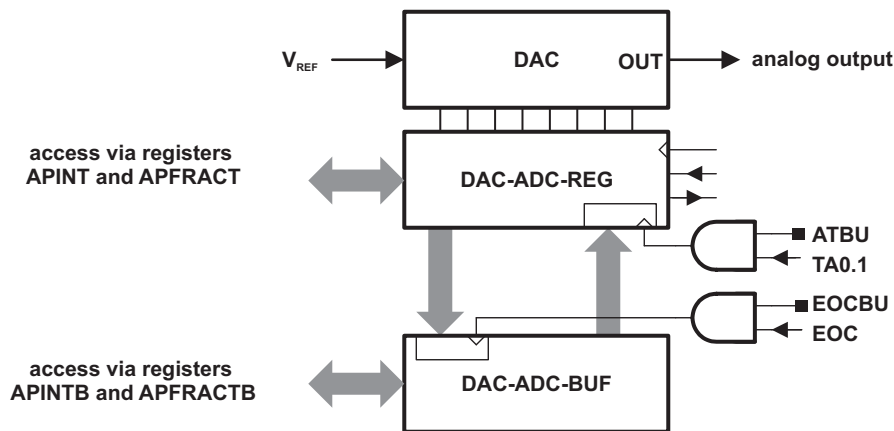 VREF
DAC
OUT
analog output
access via registers
APINT and APFRACT
DAC-ADC-REG
ATBU
TA0.1
EOCBU
EOC
access via registers
APINTB and APFRACTB
DAC-ADC-BUF